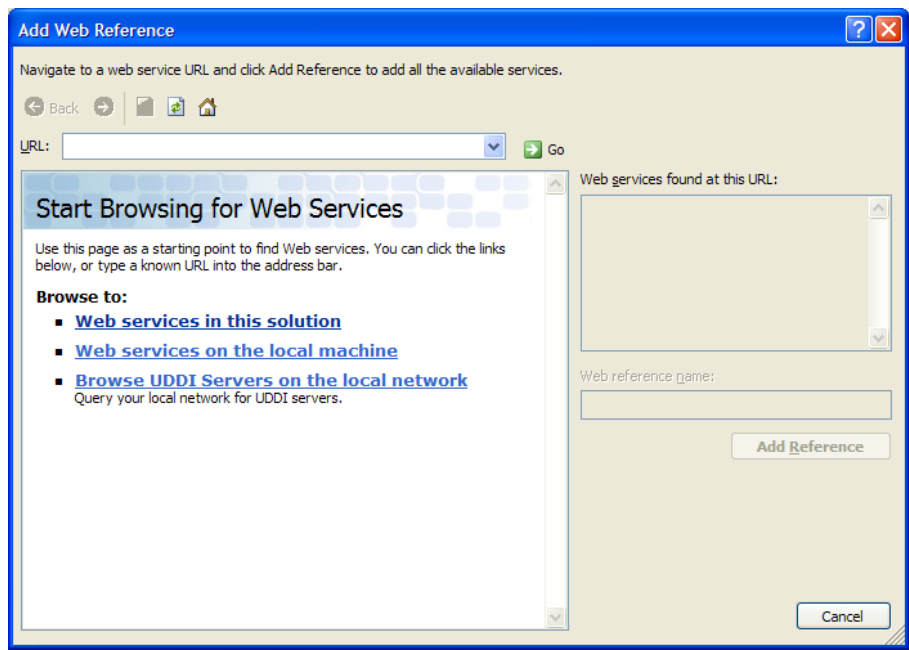 Add Web Reference
Navigate to a web service URL and click Add Reference to add all the available services.
Back
URL:
Go
Start Browsing for Web Services
Use this page as a starting point to find Web services. You can click the links
below, or type a known URL into the address bar.
Browse to:
Web services in this solution
Web services on the local machine
Browse UDDI Servers on the local network
Query your local network for UDDI servers.
Web services found at this URL:
Web reference name:
Add Reference
Cancel